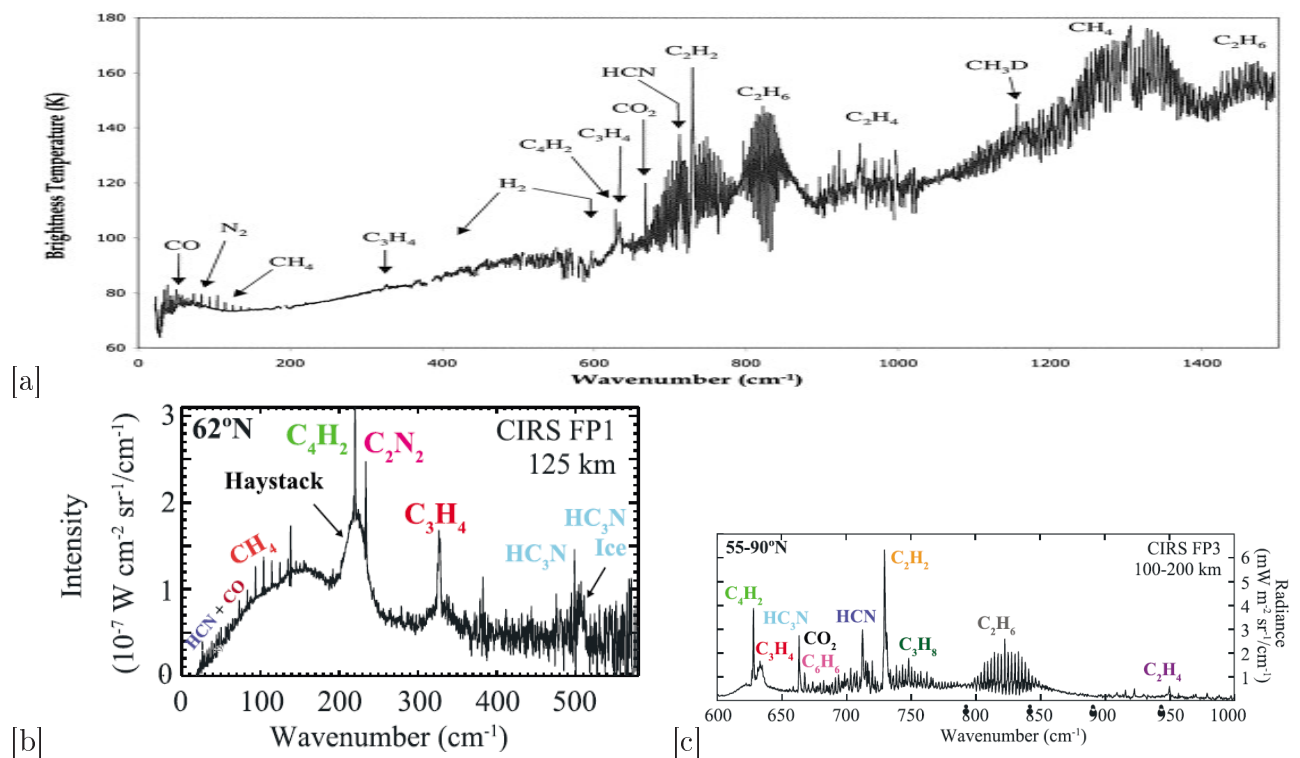 180
160
140
120
100
80
60
Brightness Temperature (K)
CO
N₂
CH₄
C₃H₄
H₂
C₄H₂
C₃H₄
CO₂
HCN
C₂H₂
C₂H₆
C₂H₄
CH₃D
CH₄
C₂H₆
0 200 400 600 800 1000 1200 1400
Wavenumber (cm⁻¹)
[a]
3
2
1
0
Intensity
(10⁻⁷ W cm⁻² sr⁻¹/cm⁻¹)
62ºN
CIRS FP1
125 km
C₄H₂
C₂N₂
Haystack
C₃H₄
CH₄
HCN + CO
HC₃N
HC₃N
Ice
0 100 200 300 400 500
Wavenumber (cm⁻¹)
[b]
55-90ºN
CIRS FP3
100-200 km
C₂H₂
C₄H₂
HC₃N
HCN
C₃H₄
CO₂
C₆H₆
C₃H₈
C₂H₆
C₂H₄
6
5
4
3
2
1
Radiance
(mW m⁻² sr⁻¹/cm⁻¹)
600 650 700 750 800 850 900 950 1000
Wavenumber (cm⁻¹)
[c]